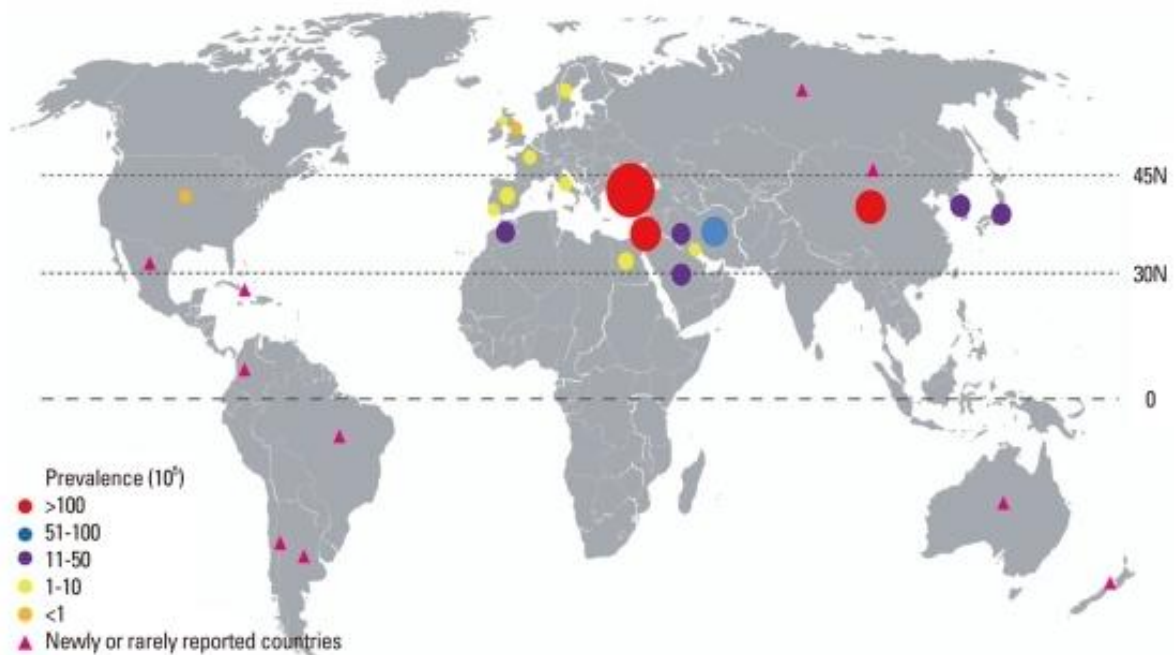 45N
30N
0
Prevalence (10⁵)
>100
51-100
11-50
1-10
<1
Newly or rarely reported countries